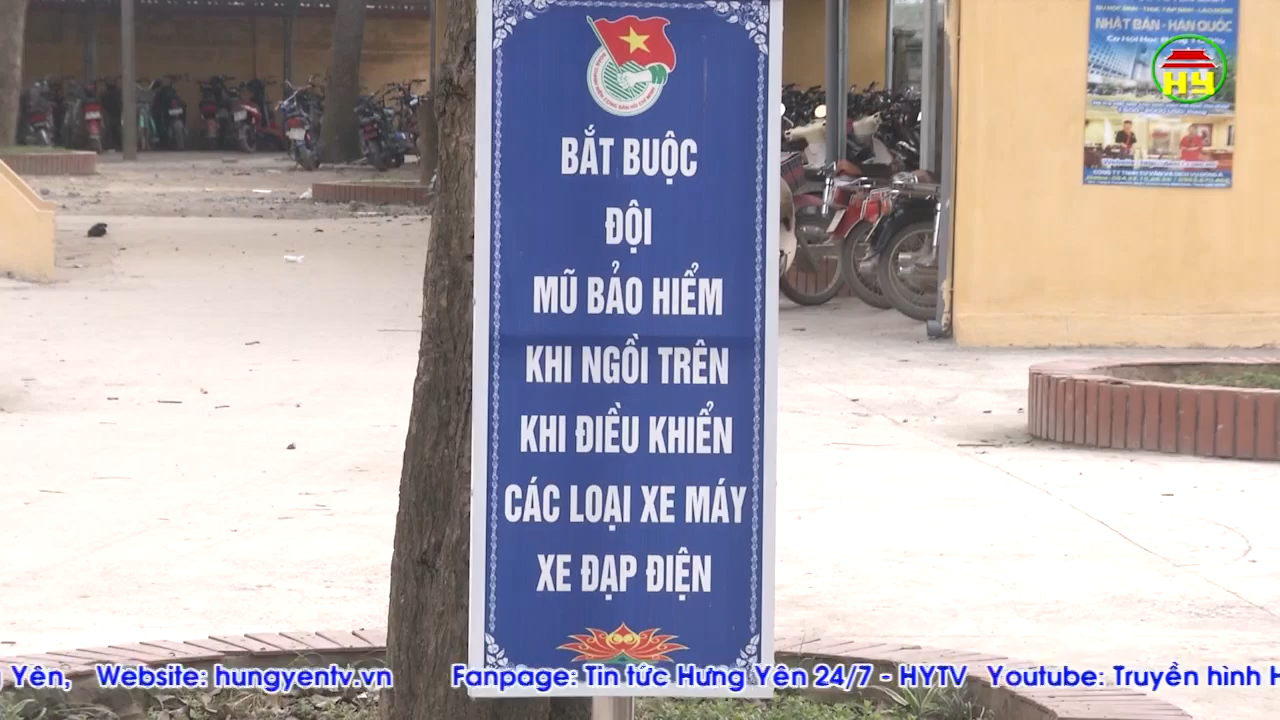 BẮT BUỘC
ĐỘI
MŨ BẢO HIỂM
KHI NGỒI TRÊN
KHI ĐIỀU KHIỂN
CÁC LOẠI XE MÁY
XE ĐẠP ĐIỆN
NHẬT BẢN - HÀN QUỐC
HY
Yên, Website: hungyentv.vn Fanpage: Tin tức Hưng Yên 24/7 - HYTV Youtube: Truyền hình H